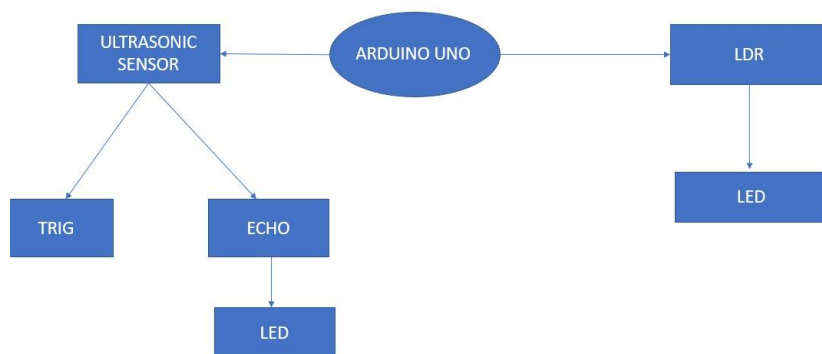 ULTRASONIC
SENSOR
ARDUINO UNO
LDR
TRIG
ECHO
LED
LED